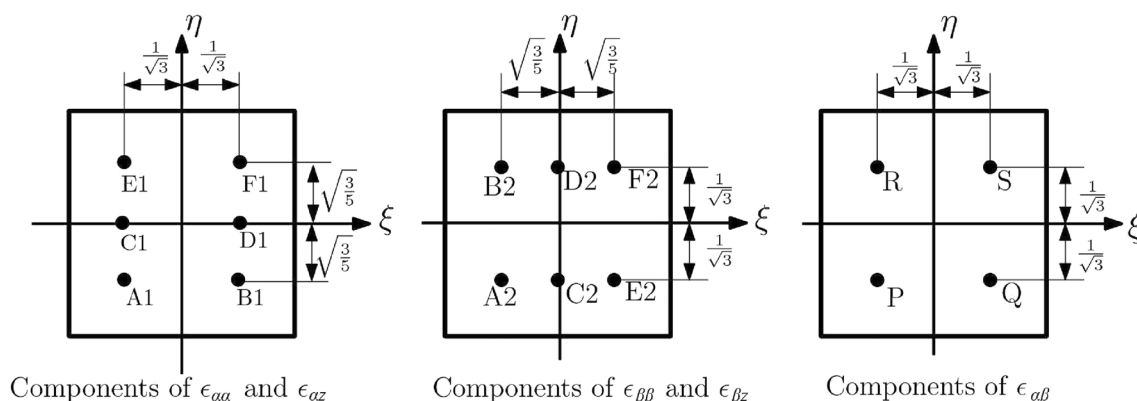 η
1/√3 1/√3
E1 F1
√3/5
ξ
C1 D1
√3/5
A1 B1
Components of ϵαα and ϵαz
η
√3/5 √3/5
B2 D2 F2
1/√3
ξ
1/√3
A2 C2 E2
Components of ϵββ and ϵβz
η
1/√3 1/√3
R S
1/√3
ξ
1/√3
P Q
Components of ϵαβ